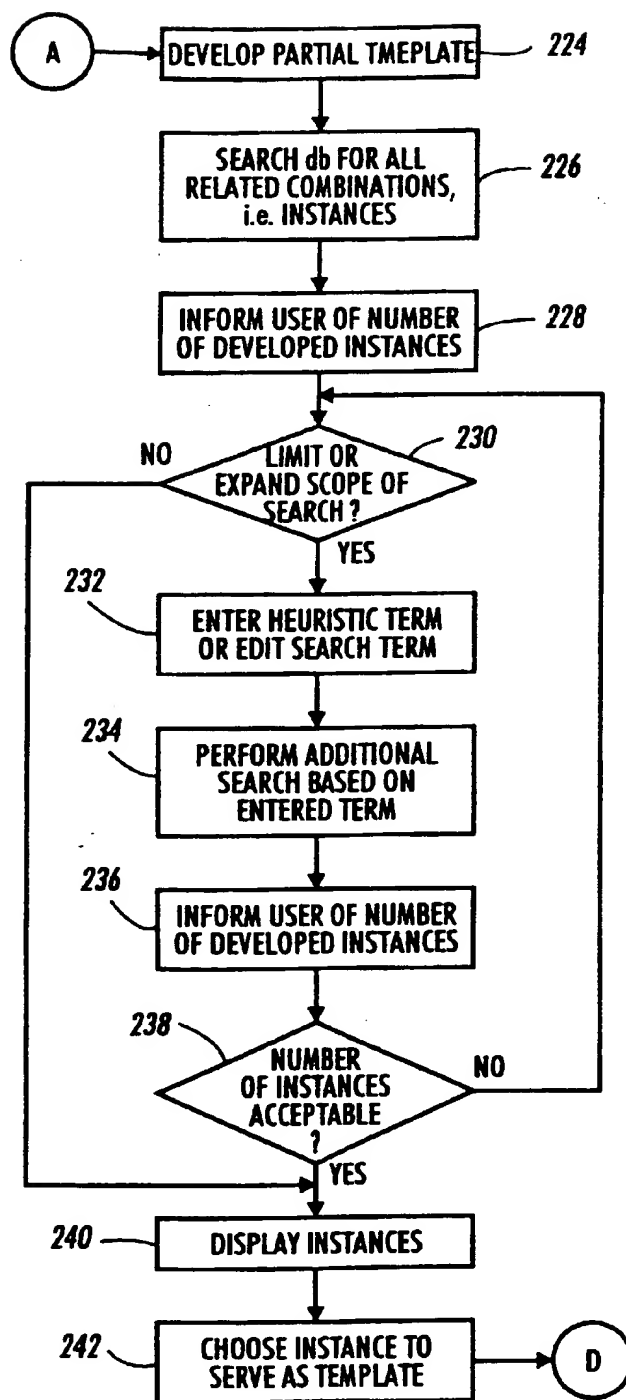 A
DEVELOP PARTIAL TMEPLATE
224
SEARCH db FOR ALL
RELATED COMBINATIONS,
i.e. INSTANCES
226
INFORM USER OF NUMBER
OF DEVELOPED INSTANCES
228
NO
LIMIT OR
EXPAND SCOPE OF
SEARCH ?
230
YES
232
ENTER HEURISTIC TERM
OR EDIT SEARCH TERM
234
PERFORM ADDITIONAL
SEARCH BASED ON
ENTERED TERM
236
INFORM USER OF NUMBER
OF DEVELOPED INSTANCES
238
NUMBER
OF INSTANCES
ACCEPTABLE
?
NO
YES
240
DISPLAY INSTANCES
242
CHOOSE INSTANCE TO
SERVE AS TEMPLATE
D